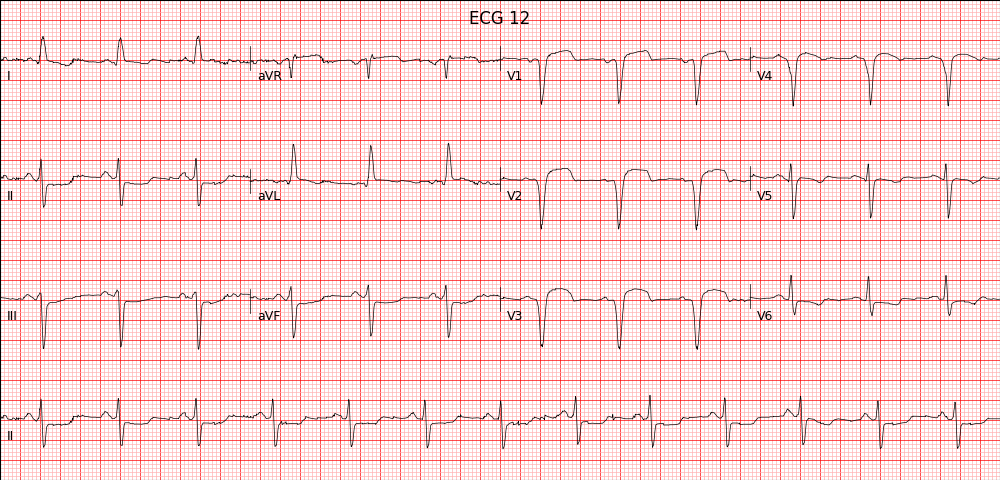 ECG 12
I aVR V1 V4
II aVL V2 V5
III aVF V3 V6
II